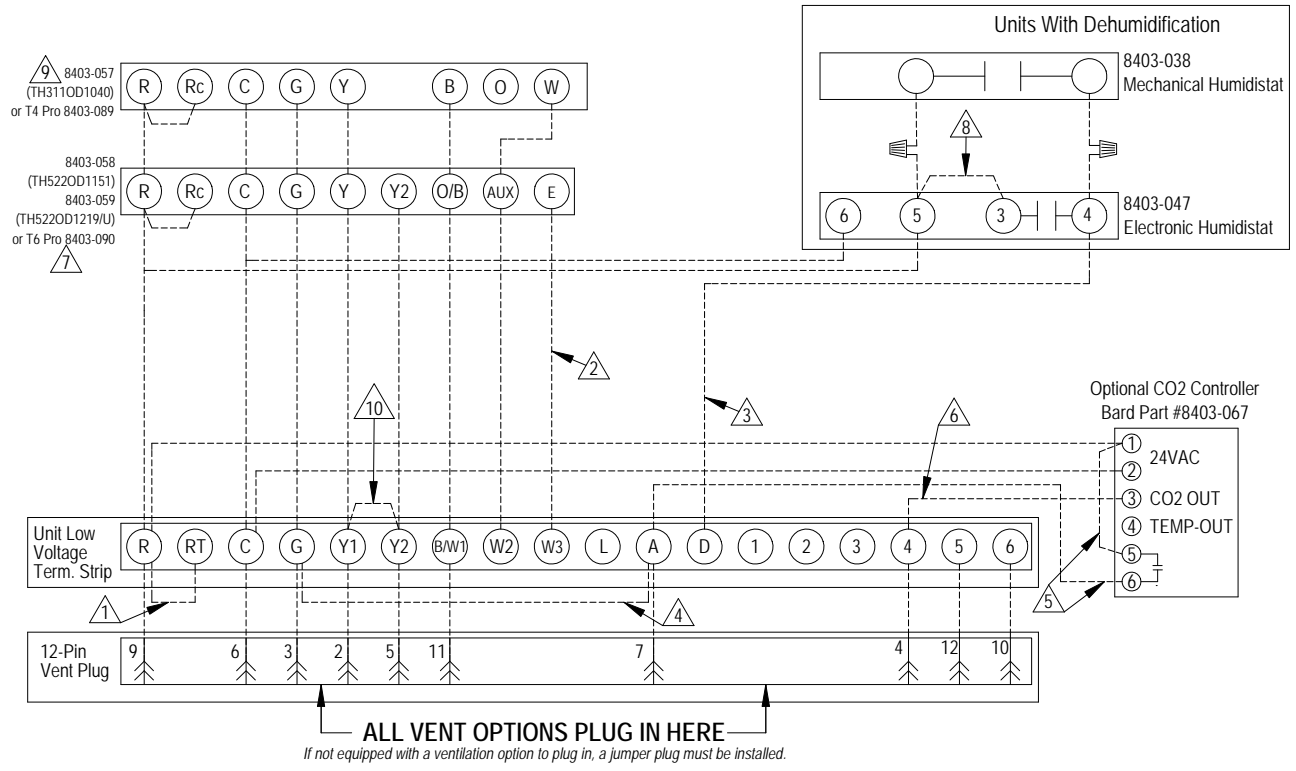 Units With Dehumidification
8403-038
Mechanical Humidistat
9
8403-057
(TH311OD1040)
or T4 Pro 8403-089
R Rc C G Y B O W
8
8403-058
(TH522OD1151)
8403-059
(TH522OD1219/U)
or T6 Pro 8403-090
7
R Rc C G Y Y2 O/B AUX E
6 5 3 4
8403-047
Electronic Humidistat
2
3
6
10
Optional CO2 Controller
Bard Part #8403-067
1
24VAC
2
3 CO2 OUT
4 TEMP-OUT
5
6
5
Unit Low
Voltage
Term. Strip
R RT C G Y1 Y2 B/W1 W2 W3 L A D 1 2 3 4 5 6
1
4
12-Pin
Vent Plug
9 6 3 2 5 11 7 4 12 10
ALL VENT OPTIONS PLUG IN HERE
If not equipped with a ventilation option to plug in, a jumper plug must be installed.